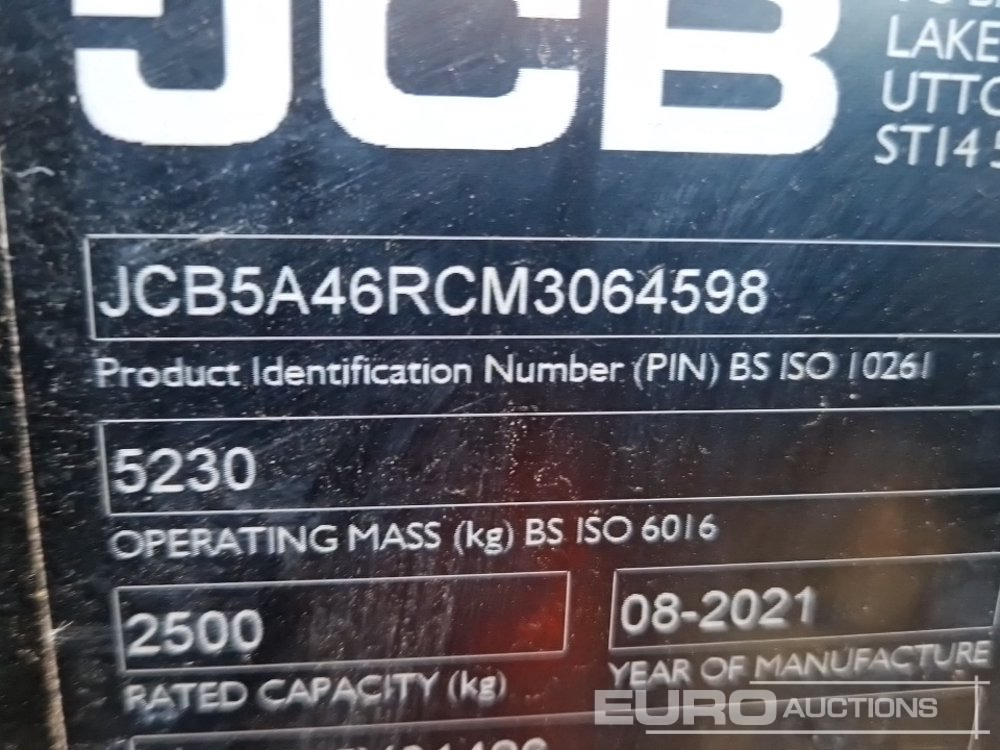 JCB
LAKE
UTTO
ST14 5
JCB5A46RCM3064598
Product Identification Number (PIN) BS ISO 10261
5230
OPERATING MASS (kg) BS ISO 6016
2500
08-2021
RATED CAPACITY (kg)
YEAR OF MANUFACTURE
EURO AUCTIONS